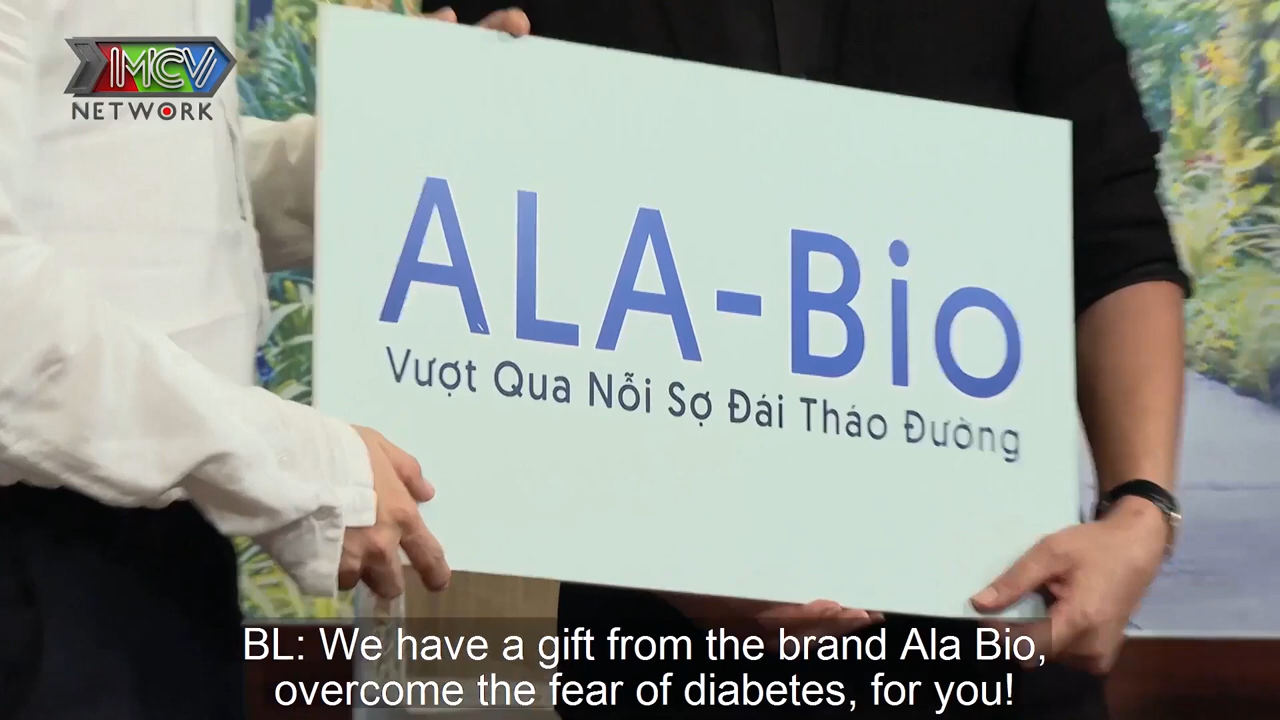 MCV
NETWORK
ALA-Bio
Vượt Qua Nỗi Sợ Đái Tháo Đường
BL: We have a gift from the brand Ala Bio,
overcome the fear of diabetes, for you!